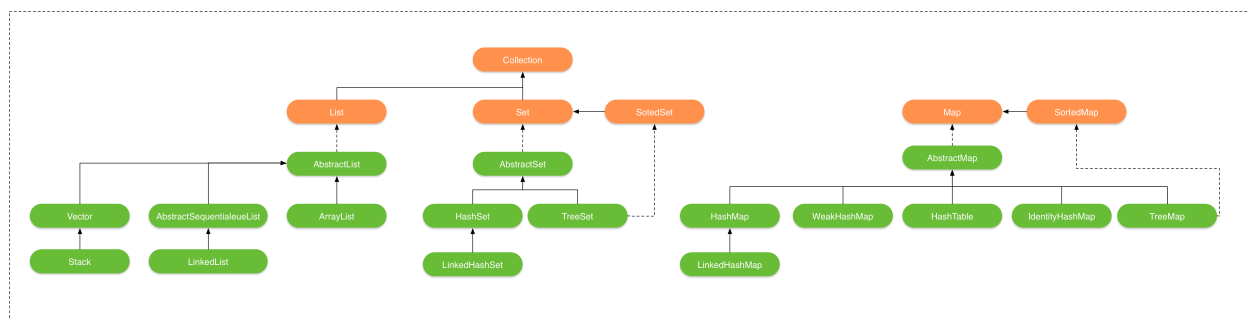 Collection
List
Set
SotedSet
Map
SortedMap
AbstractList
AbstractSet
AbstractMap
Vector
AbstractSequentialeueList
ArrayList
HashSet
TreeSet
HashMap
WeakHashMap
HashTable
IdentityHashMap
TreeMap
Stack
LinkedList
LinkedHashSet
LinkedHashMap